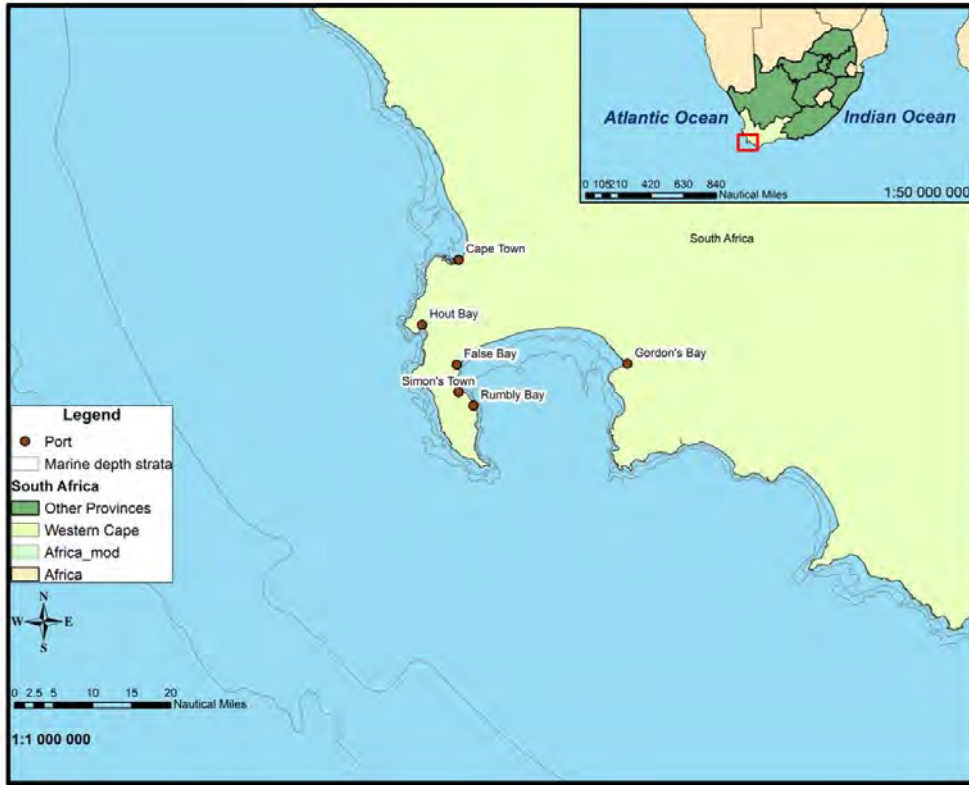 Atlantic Ocean
Indian Ocean
0 105210 420 630 840
Nautical Miles
1:50 000 000
South Africa
Cape Town
Hout Bay
False Bay
Gordon's Bay
Simon's Town
Rumbly Bay
Legend
Port
Marine depth strata
South Africa
Other Provinces
Western Cape
Africa_mod
Africa
N
W E
S
0 2.5 5 10 15 20
Nautical Miles
1:1 000 000